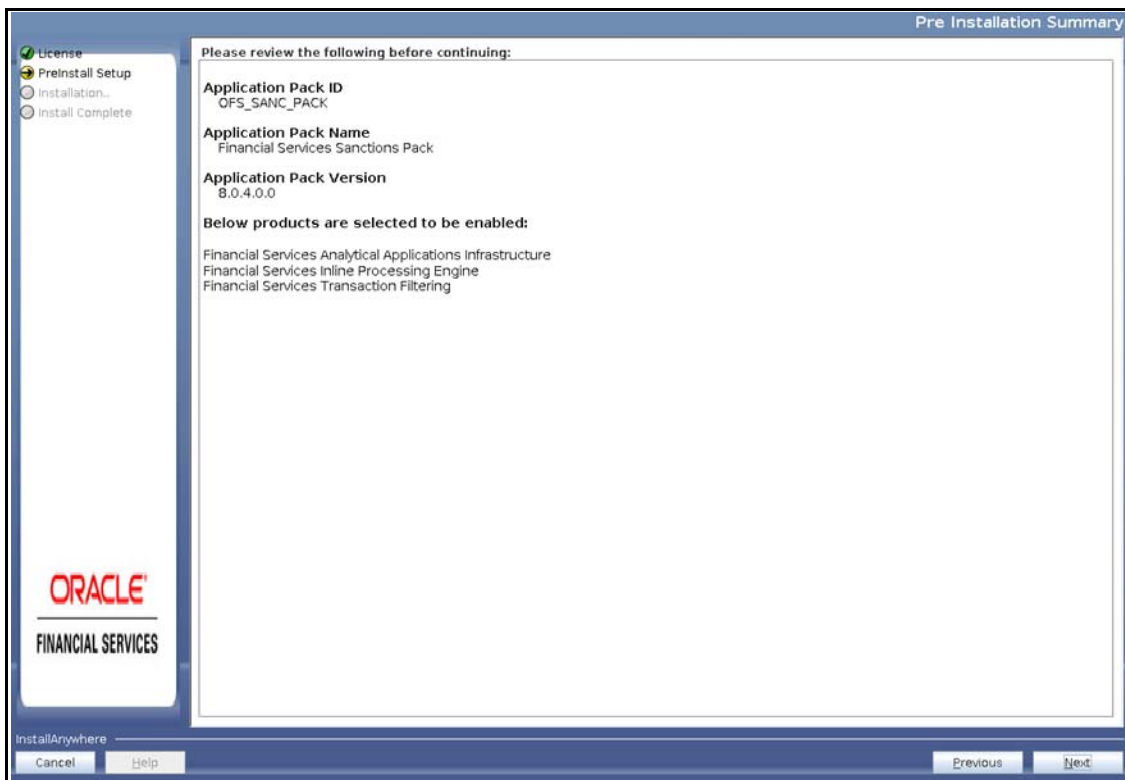 Pre Installation Summary
License
PreInstall Setup
Installation..
Install Complete
Please review the following before continuing:
Application Pack ID
OFS_SANC_PACK
Application Pack Name
Financial Services Sanctions Pack
Application Pack Version
8.0.4.0.0
Below products are selected to be enabled:
Financial Services Analytical Applications Infrastructure
Financial Services Inline Processing Engine
Financial Services Transaction Filtering
ORACLE'
FINANCIAL SERVICES
InstallAnywhere
Cancel
Help
Previous
Next